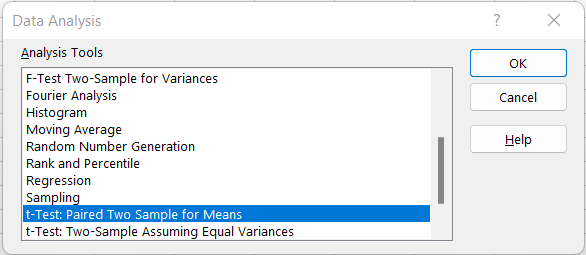 Data Analysis
?
Analysis Tools
F-Test Two-Sample for Variances
Fourier Analysis
Histogram
Moving Average
Random Number Generation
Rank and Percentile
Regression
Sampling
t-Test: Paired Two Sample for Means
t-Test: Two-Sample Assuming Equal Variances
OK
Cancel
Help